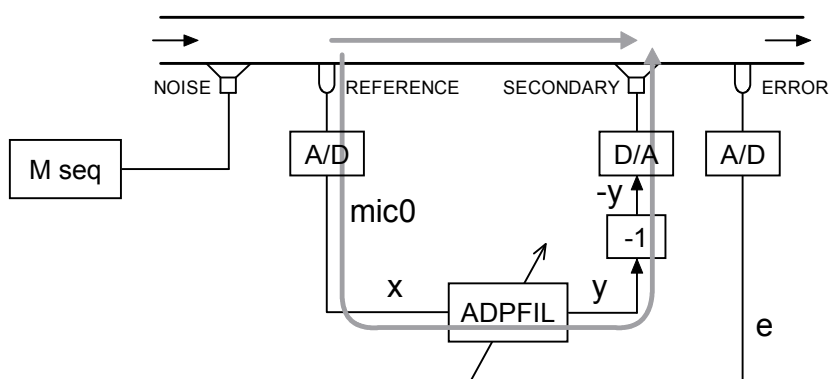 NOISE
REFERENCE
SECONDARY
ERROR
M seq
A/D
D/A
A/D
mic0
-y
-1
x
ADPFIL
y
e